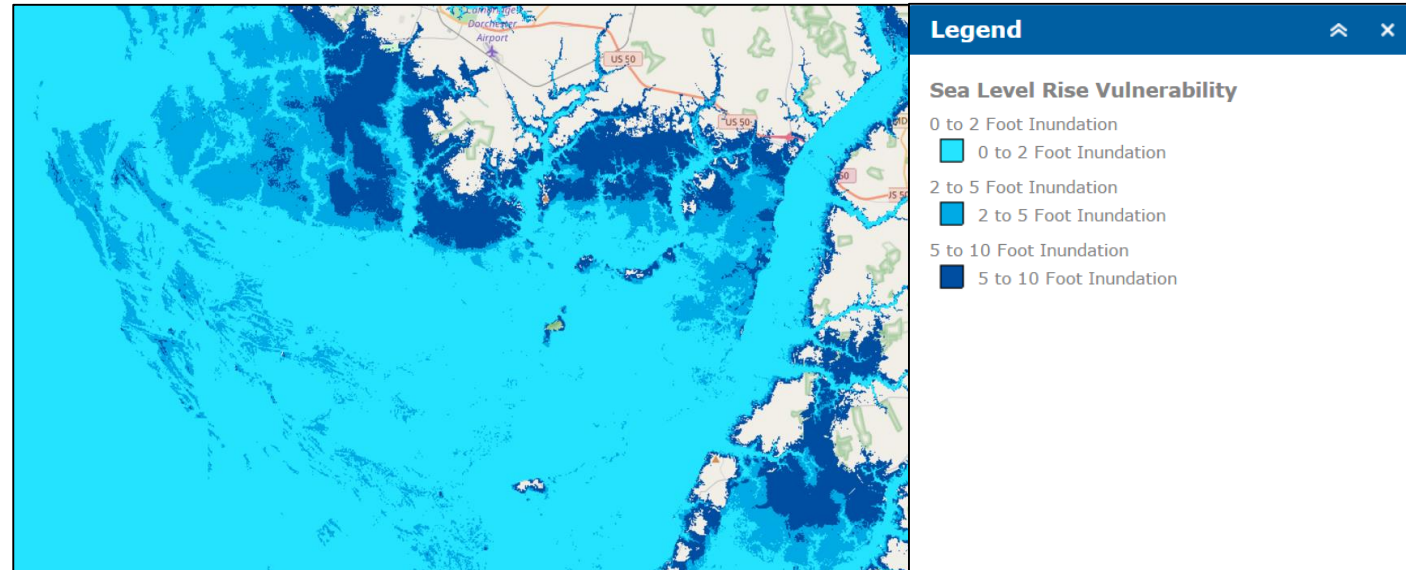 Dorchester
Airport
US 50
US 50
50
Legend
Sea Level Rise Vulnerability
0 to 2 Foot Inundation
0 to 2 Foot Inundation
2 to 5 Foot Inundation
2 to 5 Foot Inundation
5 to 10 Foot Inundation
5 to 10 Foot Inundation